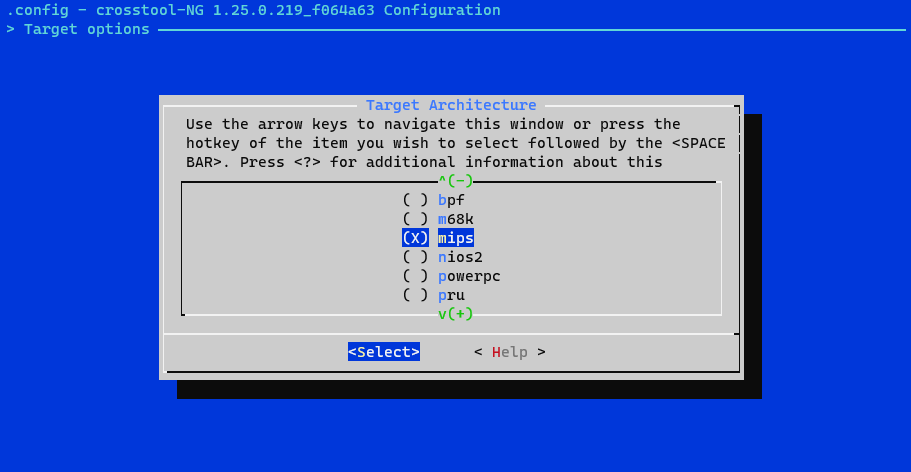 .config - crosstool-NG 1.25.0.219_f064a63 Configuration
> Target options
Target Architecture
Use the arrow keys to navigate this window or press the
hotkey of the item you wish to select followed by the <SPACE
BAR>. Press <?> for additional information about this
^(-)
( ) bpf
( ) m68k
(X) mips
( ) nios2
( ) powerpc
( ) pru
v(+)
<Select> < Help >